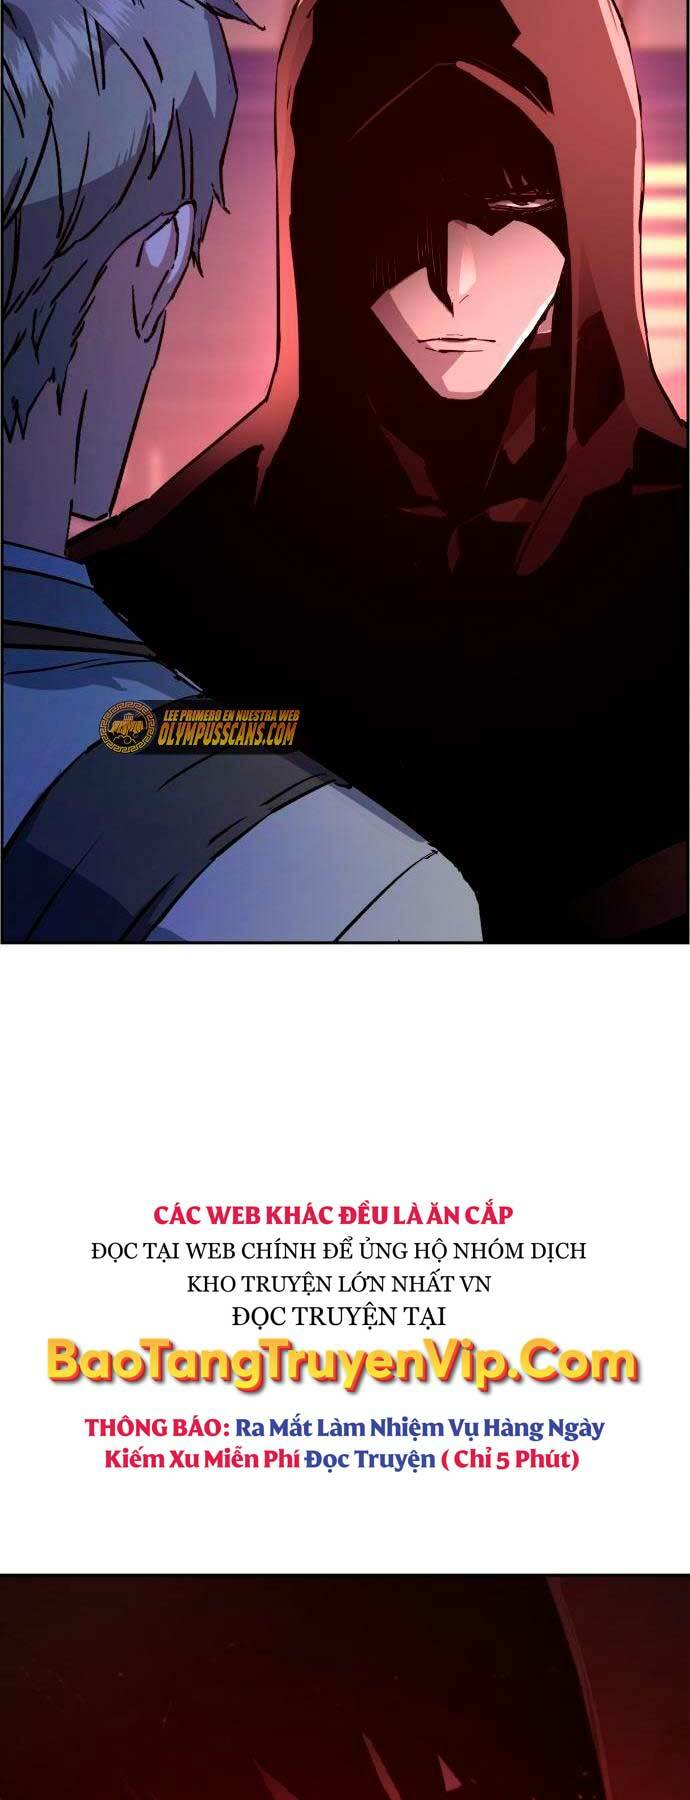 LEE PRIMERO EN NUESTRA WEB
OLYMPUSSCANS.COM
CÁC WEB KHÁC ĐỀU LÀ ĂN CẮP
ĐỌC TẠI WEB CHÍNH ĐỂ ỦNG HỘ NHÓM DỊCH
KHO TRUYỆN LỚN NHẤT VN
ĐỌC TRUYỆN TẠI
BaoTangTruyenVip.Com
THÔNG BÁO: Ra Mắt Làm Nhiệm Vụ Hàng Ngày
Kiếm Xu Miễn Phí Đọc Truyện ( Chỉ 5 Phút)